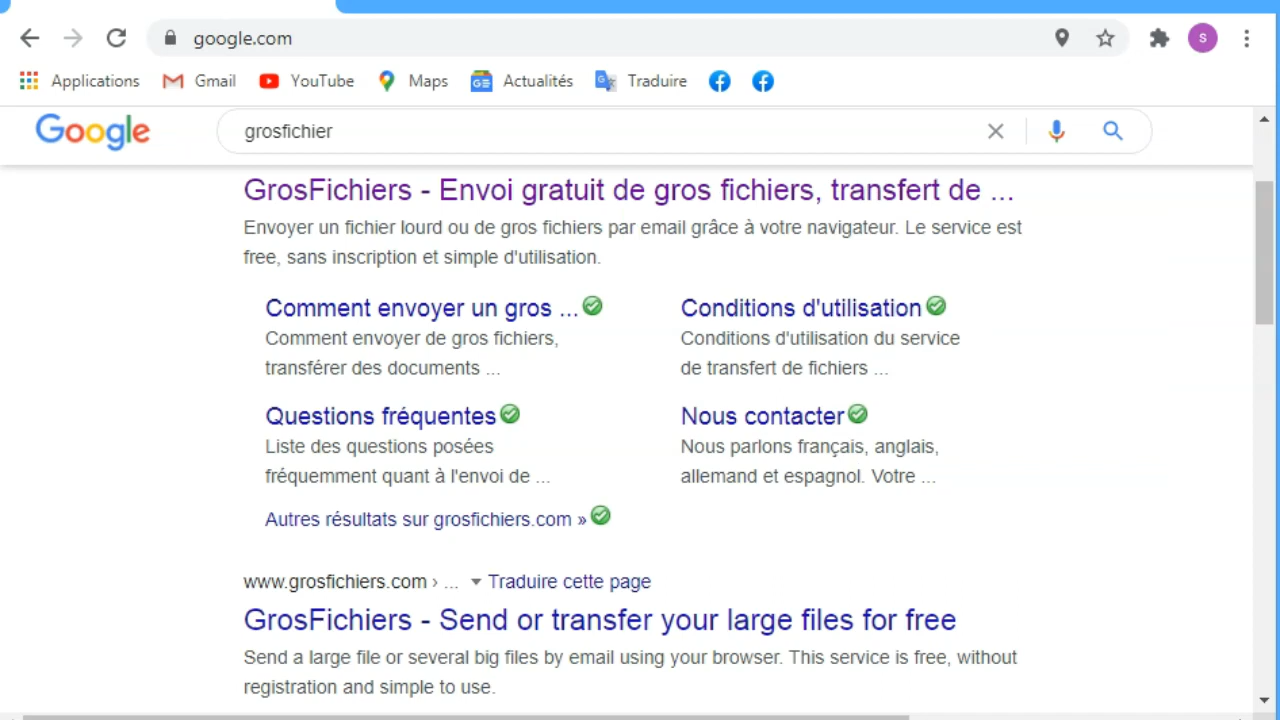 google.com
S
Applications Gmail YouTube Maps Actualités Traduire
Google grosfichier
GrosFichiers - Envoi gratuit de gros fichiers, transfert de ...
Envoyer un fichier lourd ou de gros fichiers par email grâce à votre navigateur. Le service est
free, sans inscription et simple d'utilisation.
Comment envoyer un gros ...
Comment envoyer de gros fichiers,
transférer des documents ...
Conditions d'utilisation
Conditions d'utilisation du service
de transfert de fichiers ...
Questions fréquentes
Liste des questions posées
fréquemment quant à l'envoi de ...
Nous contacter
Nous parlons français, anglais,
allemand et espagnol. Votre ...
Autres résultats sur grosfichiers.com »
www.grosfichiers.com › ... Traduire cette page
GrosFichiers - Send or transfer your large files for free
Send a large file or several big files by email using your browser. This service is free, without
registration and simple to use.